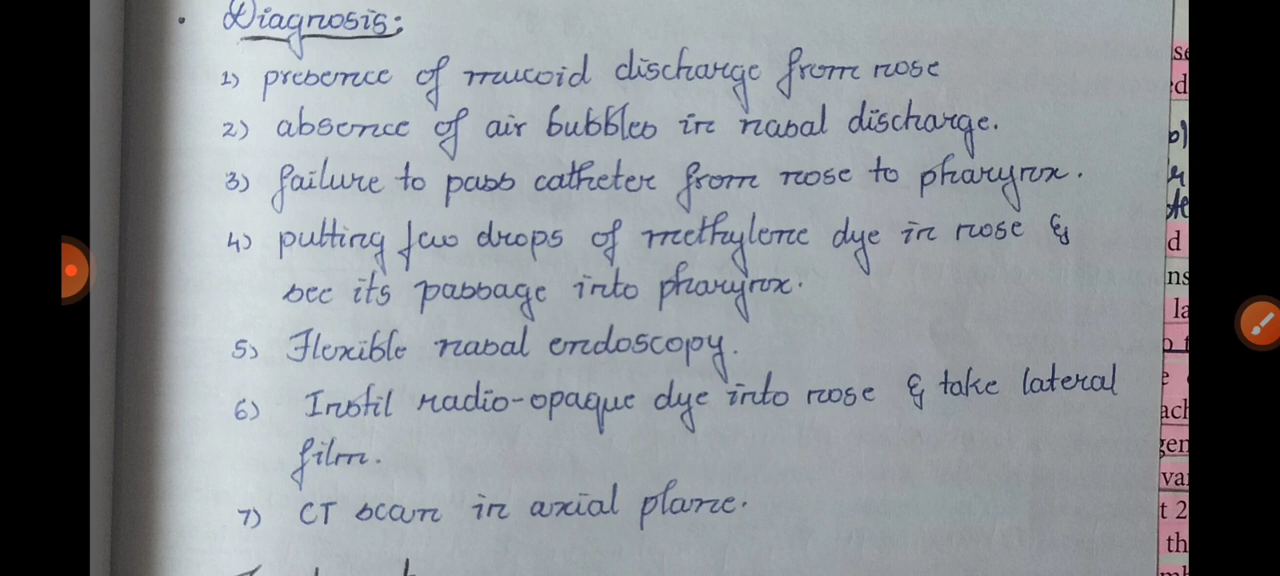 • Diagnosis:
1) presence of mucoid discharge from nose
2) absence of air bubbles in nasal discharge.
3) failure to pass catheter from nose to pharynx.
4) putting few drops of methylene dye in nose &
see its passage into pharynx.
5) Flexible nasal endoscopy.
6) Instil radio-opaque dye into nose & take lateral
film.
7) CT scan in axial plane.